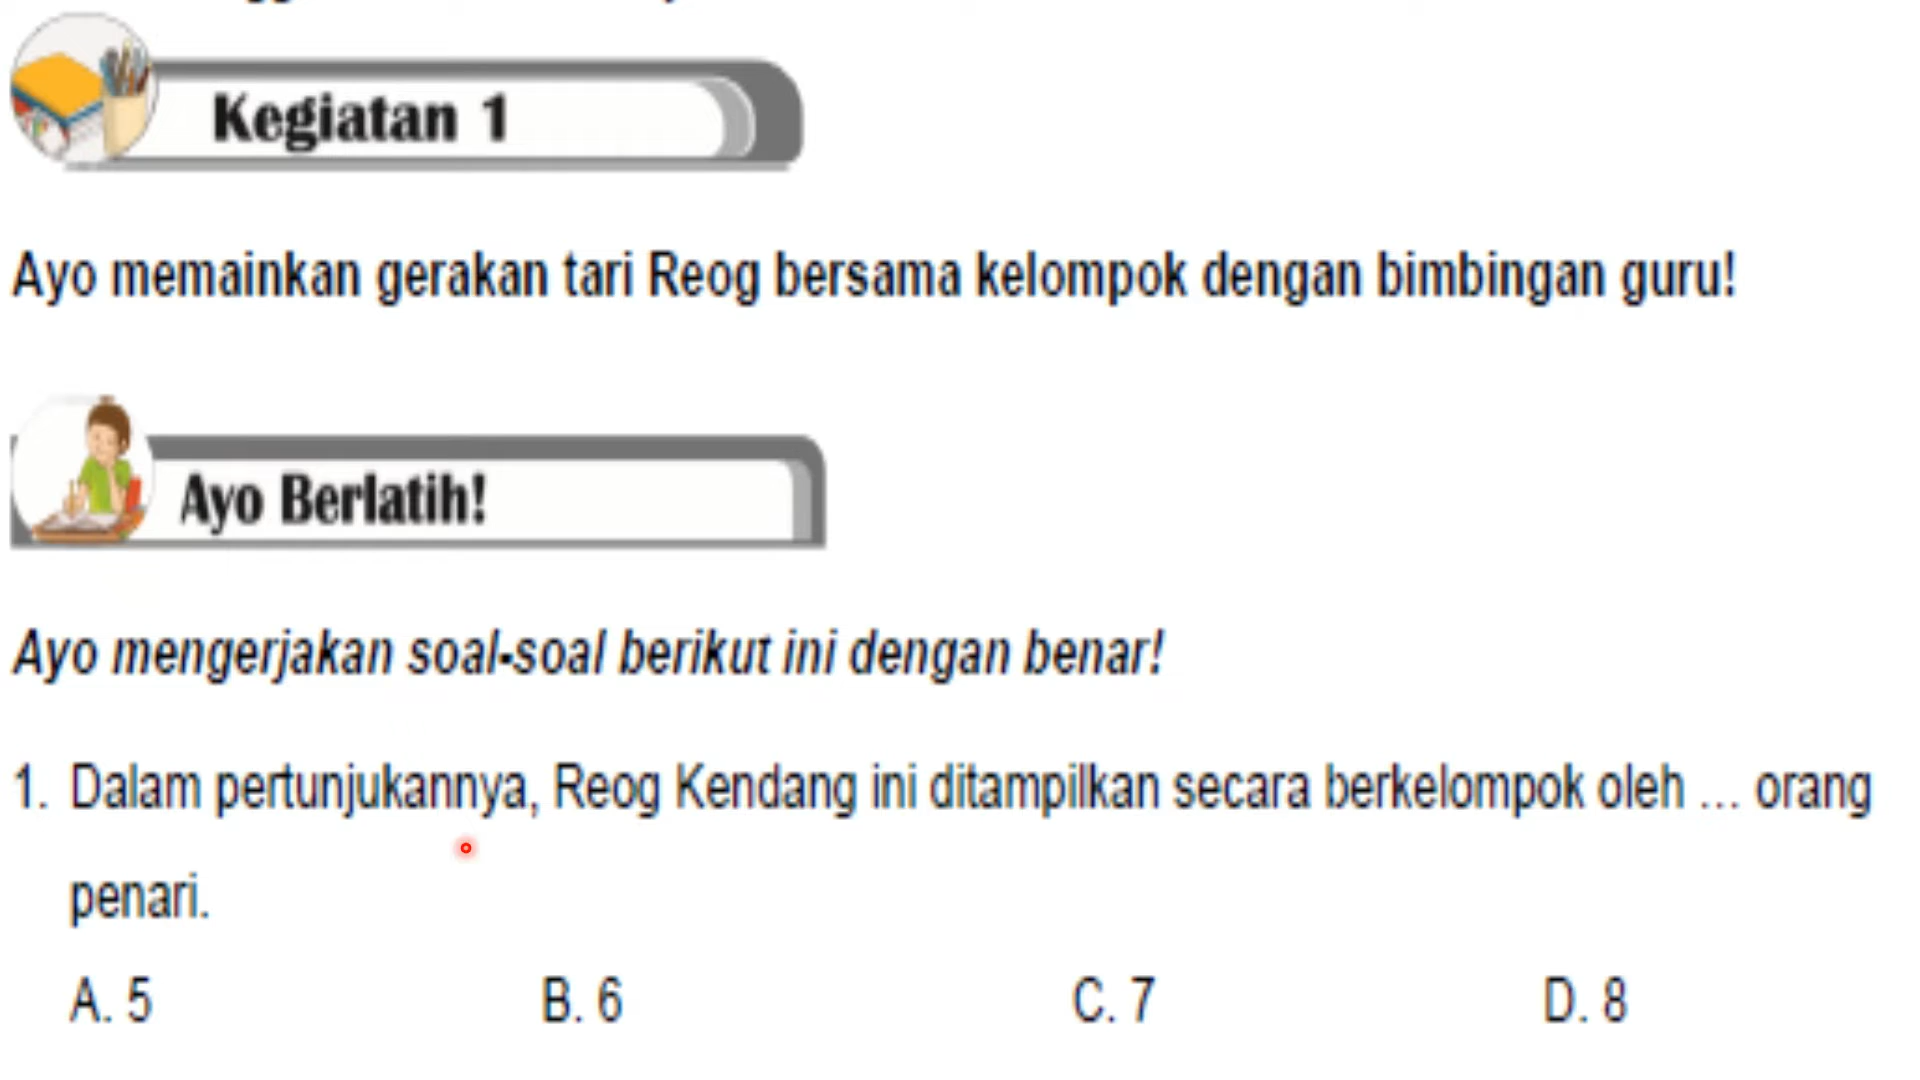 Kegiatan 1
Ayo memainkan gerakan tari Reog bersama kelompok dengan bimbingan guru!
Ayo Berlatih!
Ayo mengerjakan soal-soal berikut ini dengan benar!
1. Dalam pertunjukannya, Reog Kendang ini ditampilkan secara berkelompok oleh ... orang
penari.
A. 5 B. 6 C. 7 D. 8